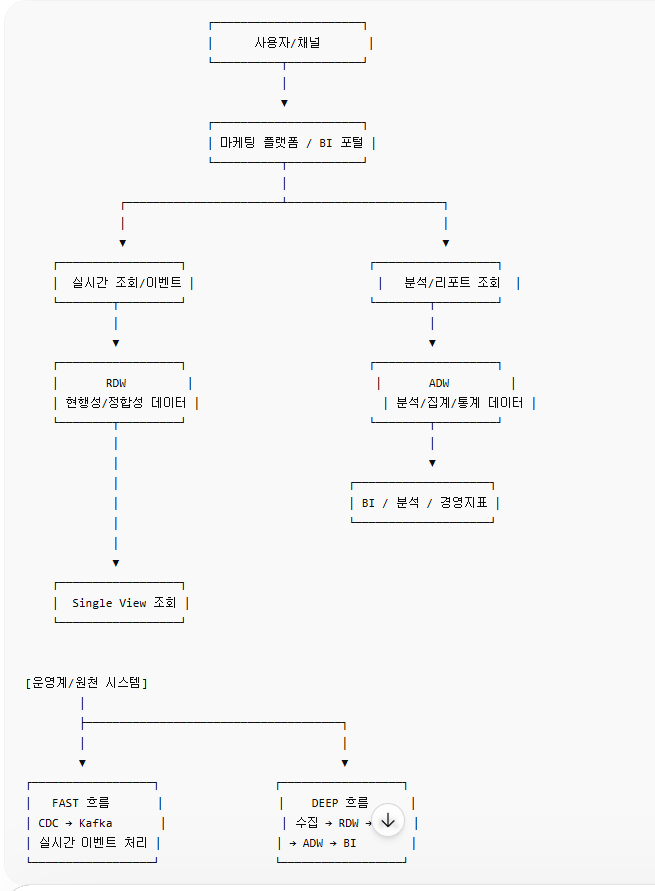 사용자/채널
마케팅 플랫폼 / BI 포털
실시간 조회/이벤트
분석/리포트 조회
RDW
현행성/정합성 데이터
ADW
분석/집계/통계 데이터
BI / 분석 / 경영지표
Single View 조회
[운영계/원천 시스템]
FAST 흐름
CDC → Kafka
실시간 이벤트 처리
DEEP 흐름
수집 → RDW →
→ ADW → BI